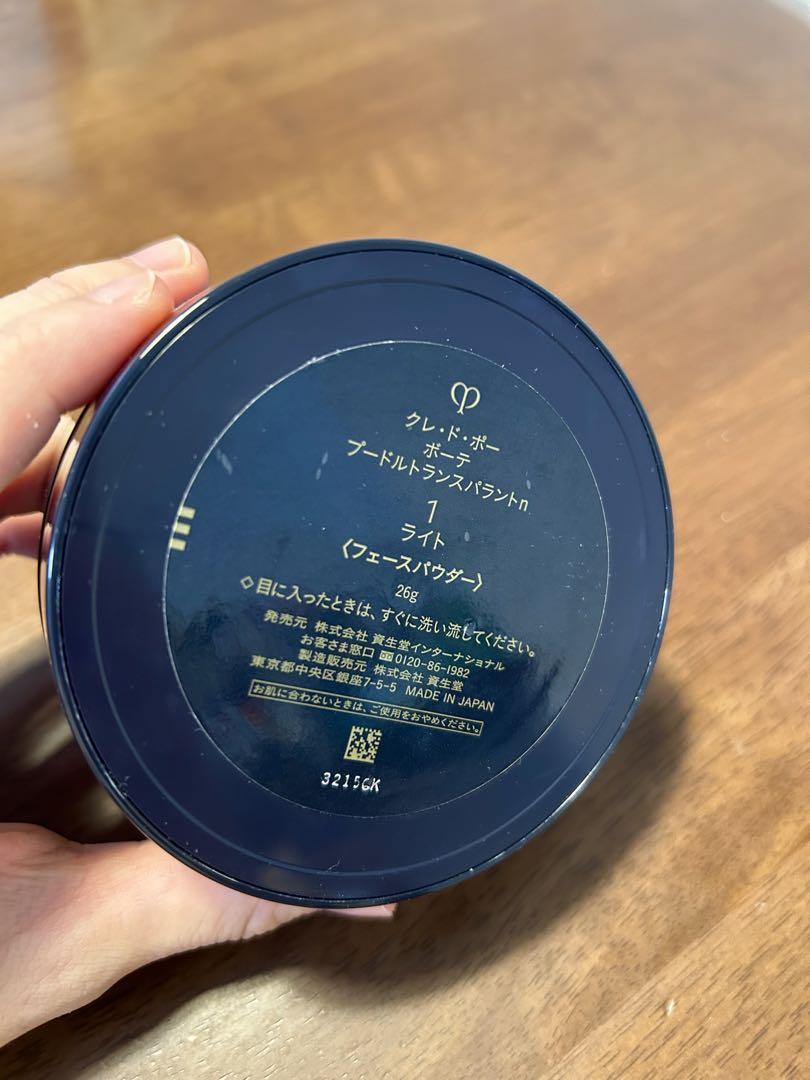 クレ・ド・ポー
ボーテ
プードルトランスパラントn
1
ライト
〈フェースパウダー〉
26g
◇目に入ったときは、すぐに洗い流してください。
発売元 株式会社 資生堂インターナショナル
お客さま窓口 0120-86-1982
製造販売元 株式会社 資生堂
東京都中央区銀座7-5-5 MADE IN JAPAN
お肌に合わないときは、ご使用をおやめください。
3215GK